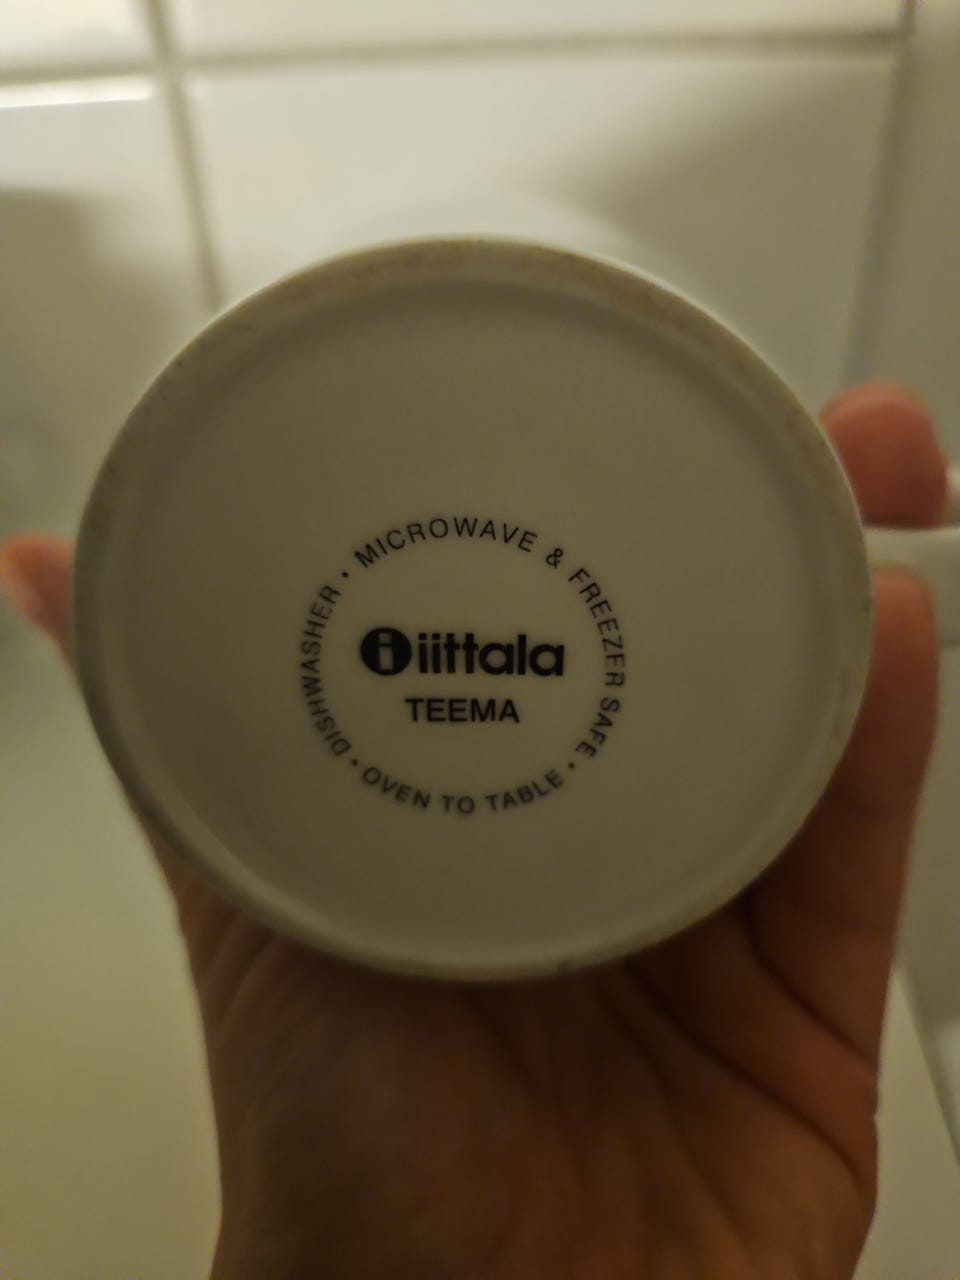 MICROWAVE & FREEZER SAFE • OVEN TO TABLE • DISHWASHER •
i iittala
TEEMA